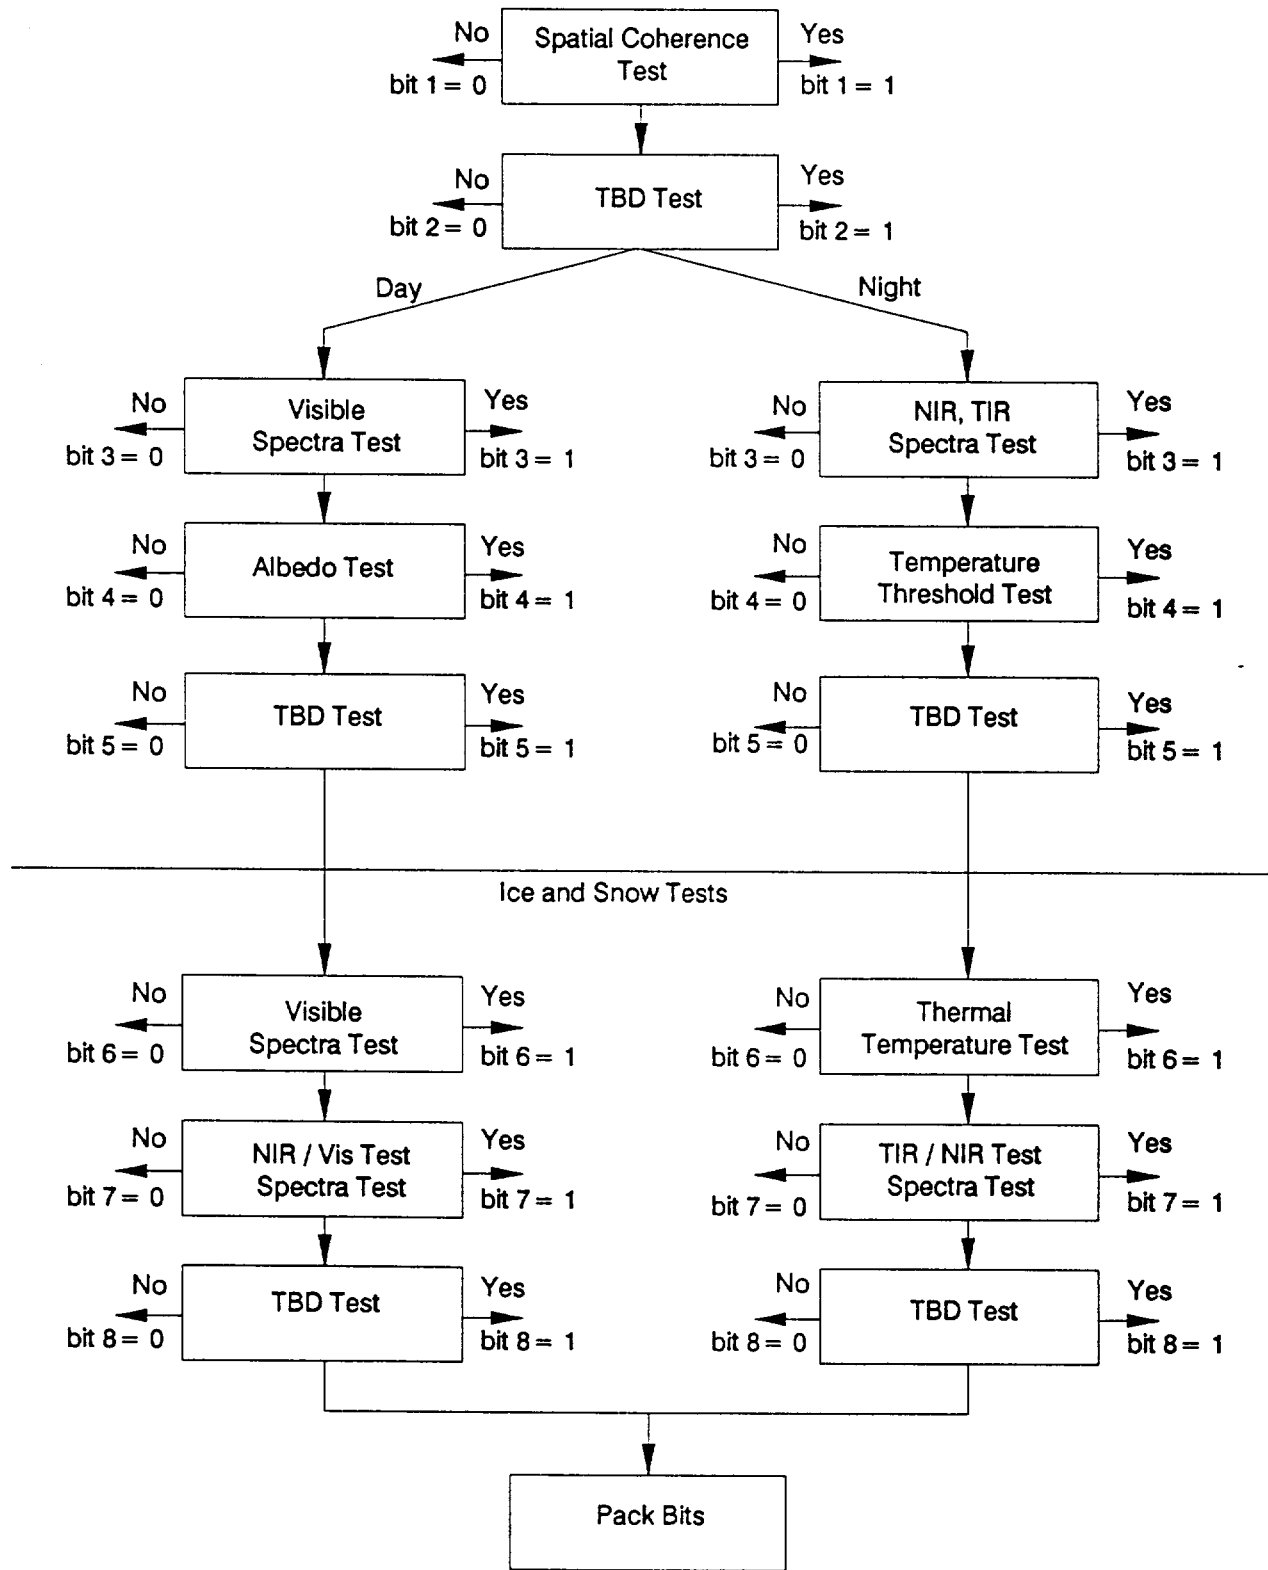 No
Spatial Coherence
Test
Yes
bit 1 = 0
bit 1 = 1
No
TBD Test
Yes
bit 2 = 0
bit 2 = 1
Day
Night
No
Visible
Spectra Test
Yes
bit 3 = 0
bit 3 = 1
No
NIR, TIR
Spectra Test
Yes
bit 3 = 0
bit 3 = 1
No
Albedo Test
Yes
bit 4 = 0
bit 4 = 1
No
Temperature
Threshold Test
Yes
bit 4 = 0
bit 4 = 1
No
TBD Test
Yes
bit 5 = 0
bit 5 = 1
No
TBD Test
Yes
bit 5 = 0
bit 5 = 1
Ice and Snow Tests
No
Visible
Spectra Test
Yes
bit 6 = 0
bit 6 = 1
No
Thermal
Temperature Test
Yes
bit 6 = 0
bit 6 = 1
No
NIR / Vis Test
Spectra Test
Yes
bit 7 = 0
bit 7 = 1
No
TIR / NIR Test
Spectra Test
Yes
bit 7 = 0
bit 7 = 1
No
TBD Test
Yes
bit 8 = 0
bit 8 = 1
No
TBD Test
Yes
bit 8 = 0
bit 8 = 1
Pack Bits